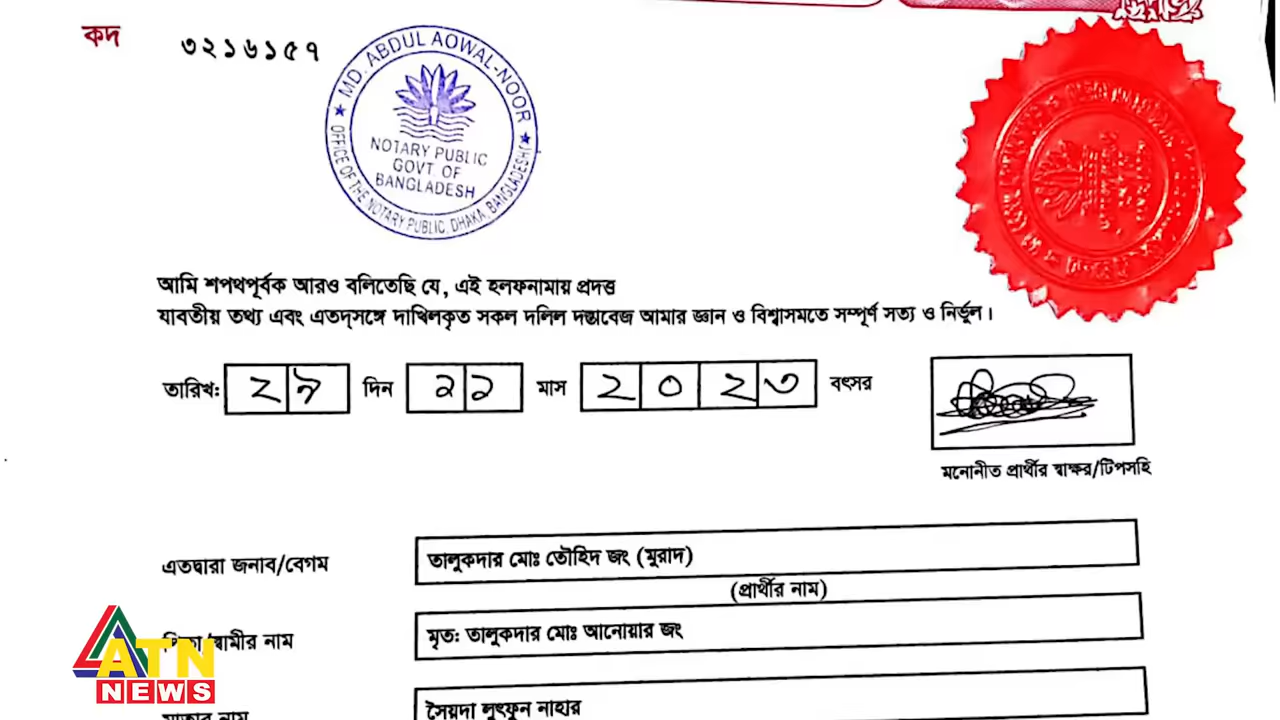 কদ
৩২১৬১৫৭
MD. ABDUL AOWAL-NOOR
NOTARY PUBLIC
GOVT. OF
BANGLADESH
OFFICE OF THE NOTARY PUBLIC, DHAKA, BANGLADESH
আমি শপথপূর্বক আরও বলিতেছি যে, এই হলফনামায় প্রদত্ত
যাবতীয় তথ্য এবং এতদ্‌সঙ্গে দাখিলকৃত সকল দলিল দস্তাবেজ আমার জ্ঞান ও বিশ্বাসমতে সম্পূর্ণ সত্য ও নির্ভুল।
তারিখ: ২৯ দিন ১১ মাস ২০২৩ বৎসর
মনোনীত প্রার্থীর স্বাক্ষর/টিপসহি
এতদ্বারা জনাব/বেগম তালুকদার মোঃ তৌহিদ জং (মুরাদ)
(প্রার্থীর নাম)
পিতা/স্বামীর নাম মৃত: তালুকদার মোঃ আনোয়ার জং
মাতার নাম সৈয়দা লুৎফুন নাহার
ATN
NEWS